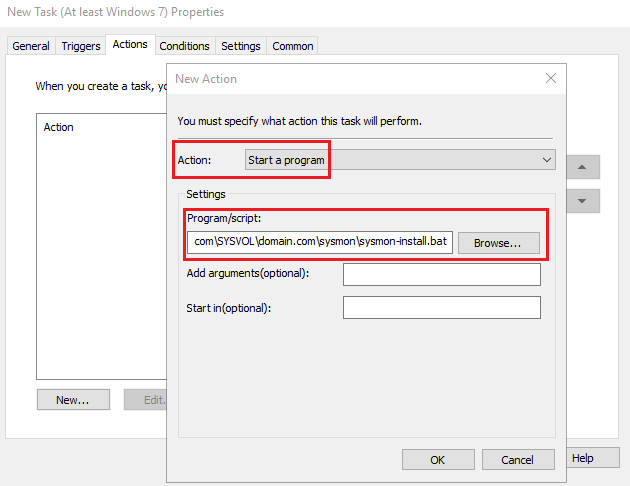 New Task (At least Windows 7) Properties
General Triggers Actions Conditions Settings Common
When you create a task, yo
Action
New... Edit.
New Action
You must specify what action this task will perform.
Action: Start a program
Settings
Program/script:
com\SYSVOL\domain.com\sysmon\sysmon-install.bat Browse...
Add arguments(optional):
Start in(optional):
OK Cancel
Help